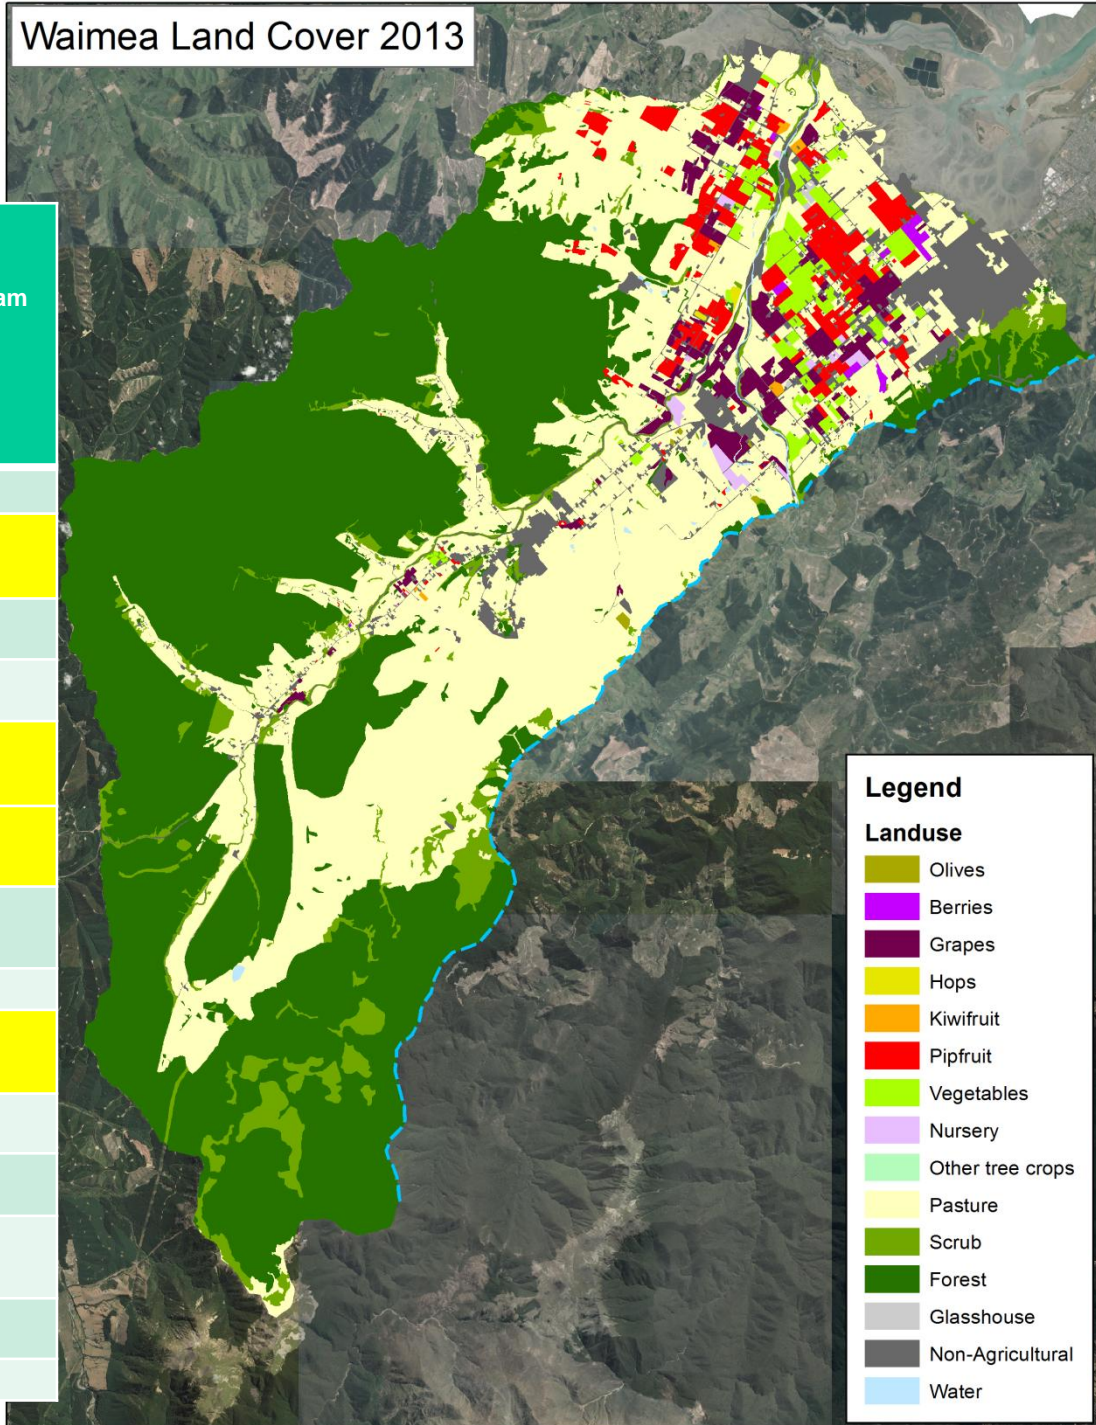 Waimea Land Cover 2013
am
Legend
Landuse
Olives
Berries
Grapes
Hops
Kiwifruit
Pipfruit
Vegetables
Nursery
Other tree crops
Pasture
Scrub
Forest
Glasshouse
Non-Agricultural
Water